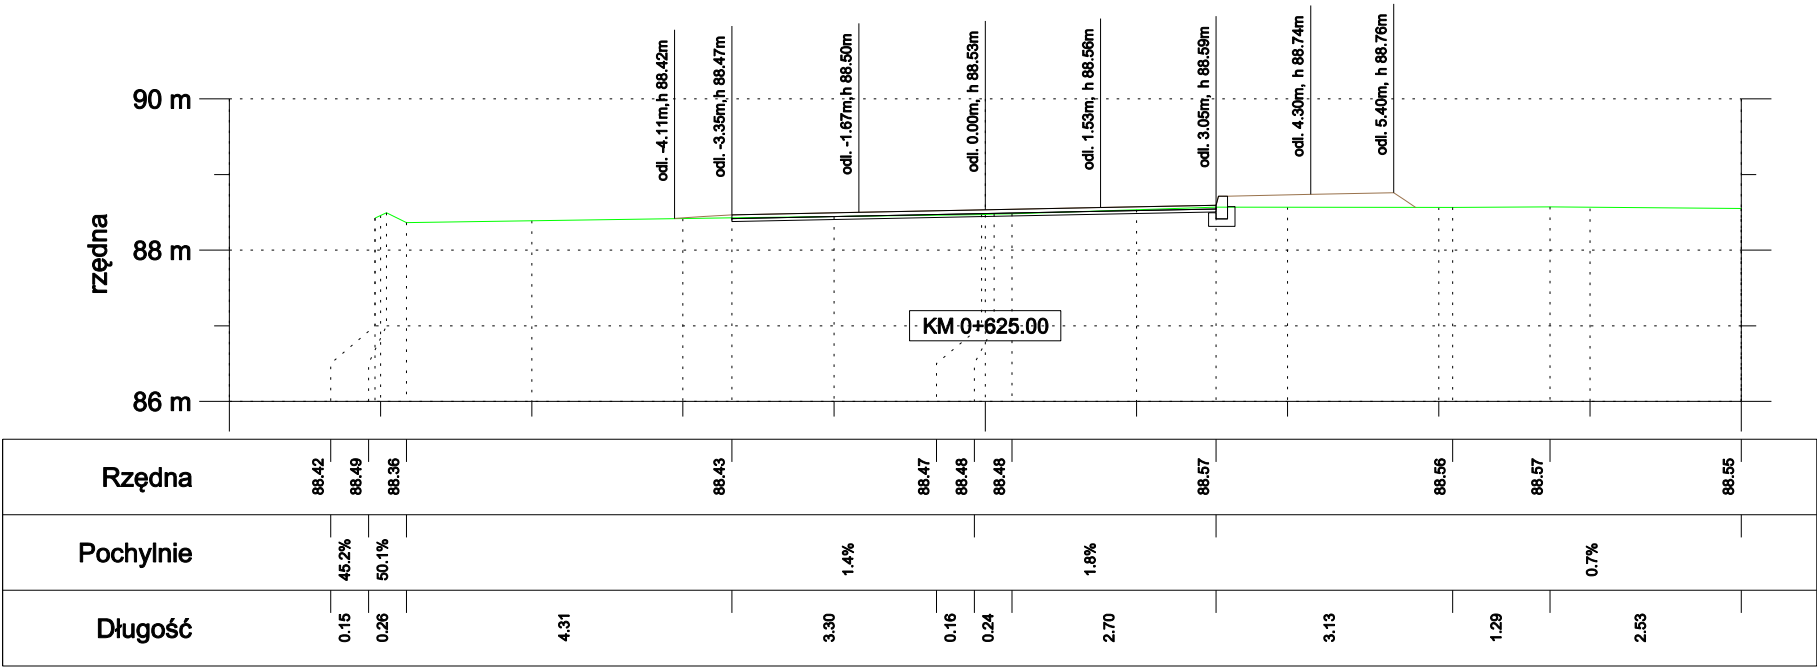 odl. -4.11m,h 88.42m
odl. -3.35m,h 88.47m
odl. -1.67m,h 88.50m
odl. 0.00m, h 88.53m
odl. 1.53m, h 88.56m
odl. 3.05m, h 88.59m
odl. 4.30m, h 88.74m
odl. 5.40m, h 88.76m
90 m
rzędna
88 m
KM 0+625.00
86 m
Rzędna
88.42
88.49
88.36
88.43
88.47
88.48
88.48
88.57
88.56
88.57
88.55
Pochylnie
45.2%
50.1%
1.4%
1.8%
0.7%
Długość
0.15
0.26
4.31
3.30
0.16
0.24
2.70
3.13
1.29
2.53